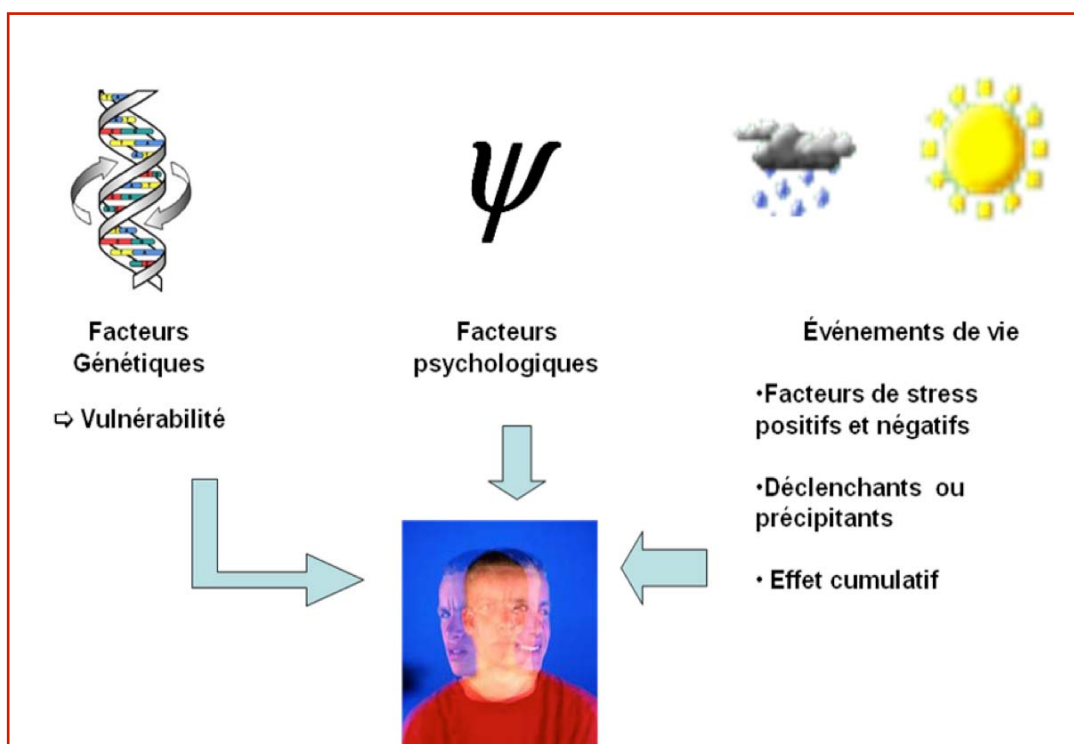 ψ
Facteurs
Génétiques
⇨ Vulnérabilité
Facteurs
psychologiques
Événements de vie
•Facteurs de stress
positifs et négatifs
•Déclenchants ou
précipitants
• Effet cumulatif